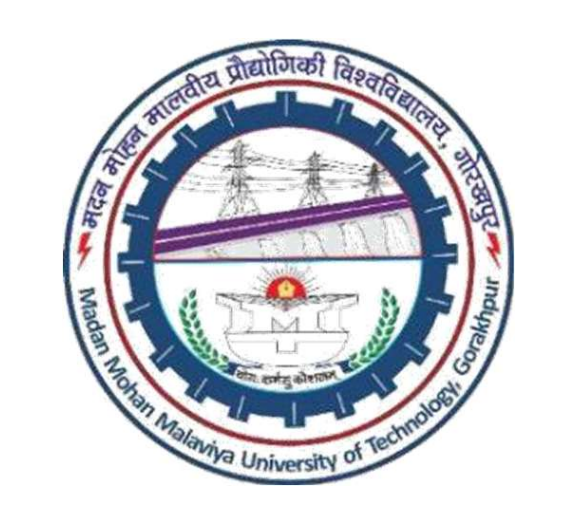 मदन मोहन मालवीय प्रौद्योगिकी विश्वविद्यालय, गोरखपुर
योगः कर्मसु कौशलम्
Madan Mohan Malaviya University of Technology, Gorakhpur